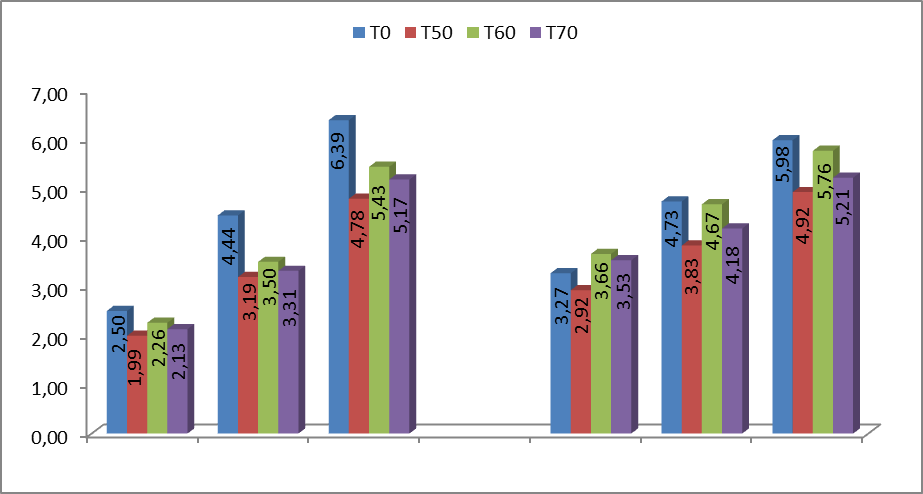 T0 T50 T60 T70
7,00
6,00
5,00
4,00
3,00
2,00
1,00
0,00
2,50 1,99 2,26 2,13
4,44 3,19 3,50 3,31
6,39 4,78 5,43 5,17
3,27 2,92 3,66 3,53
4,73 3,83 4,67 4,18
5,98 4,92 5,76 5,21